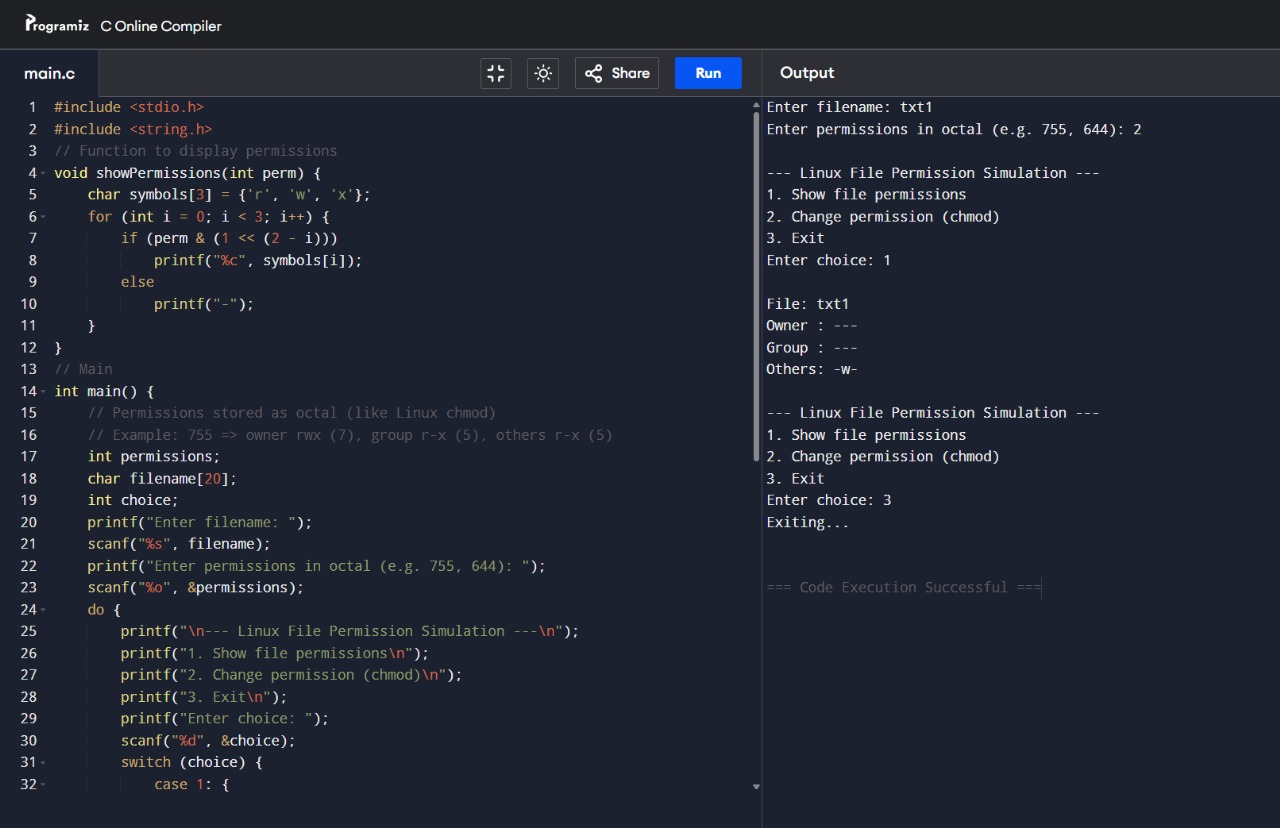 Programiz C Online Compiler
main.c
Share
Run
Output
1 #include <stdio.h>
2 #include <string.h>
3 // Function to display permissions
4 void showPermissions(int perm) {
5     char symbols[3] = {'r', 'w', 'x'};
6     for (int i = 0; i < 3; i++) {
7         if (perm & (1 << (2 - i)))
8             printf("%c", symbols[i]);
9         else
10             printf("-");
11     }
12 }
13 // Main
14 int main() {
15     // Permissions stored as octal (like Linux chmod)
16     // Example: 755 => owner rwx (7), group r-x (5), others r-x (5)
17     int permissions;
18     char filename[20];
19     int choice;
20     printf("Enter filename: ");
21     scanf("%s", filename);
22     printf("Enter permissions in octal (e.g. 755, 644): ");
23     scanf("%o", &permissions);
24     do {
25         printf("\n--- Linux File Permission Simulation ---\n");
26         printf("1. Show file permissions\n");
27         printf("2. Change permission (chmod)\n");
28         printf("3. Exit\n");
29         printf("Enter choice: ");
30         scanf("%d", &choice);
31         switch (choice) {
32             case 1: {
Enter filename: txt1
Enter permissions in octal (e.g. 755, 644): 2
--- Linux File Permission Simulation ---
1. Show file permissions
2. Change permission (chmod)
3. Exit
Enter choice: 1
File: txt1
Owner : ---
Group : ---
Others: -w-
--- Linux File Permission Simulation ---
1. Show file permissions
2. Change permission (chmod)
3. Exit
Enter choice: 3
Exiting...
=== Code Execution Successful ===